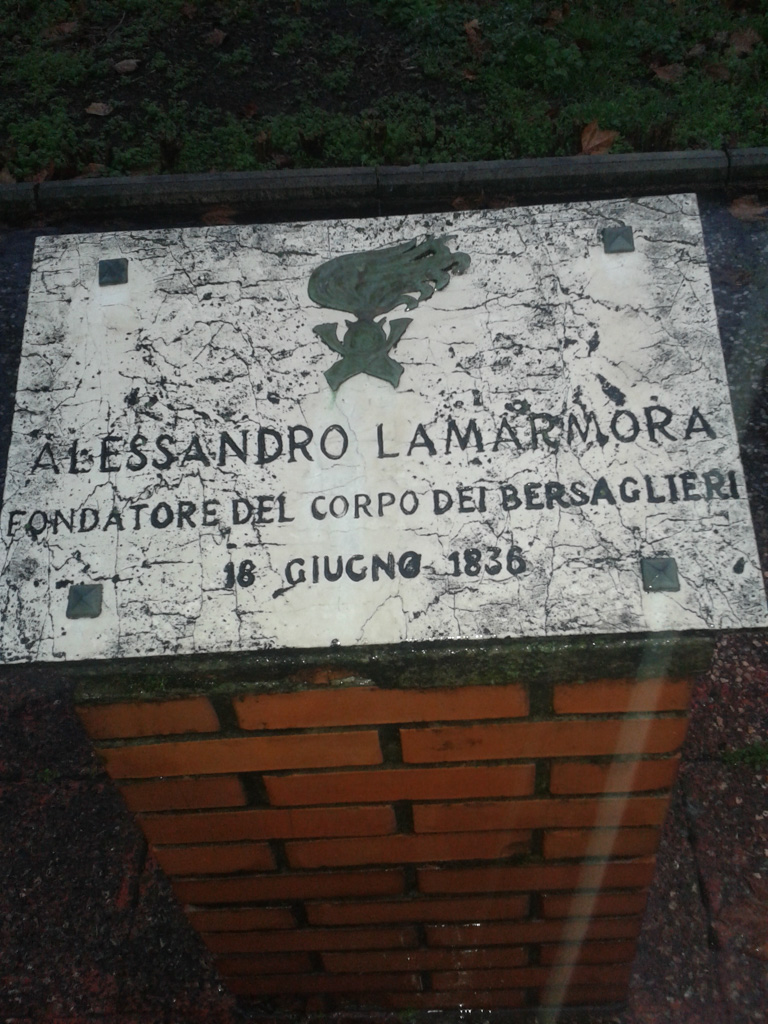 ALESSANDRO LAMARMORA
FONDATORE DEL CORPO DEI BERSAGLIERI
18 GIUGNO 1836